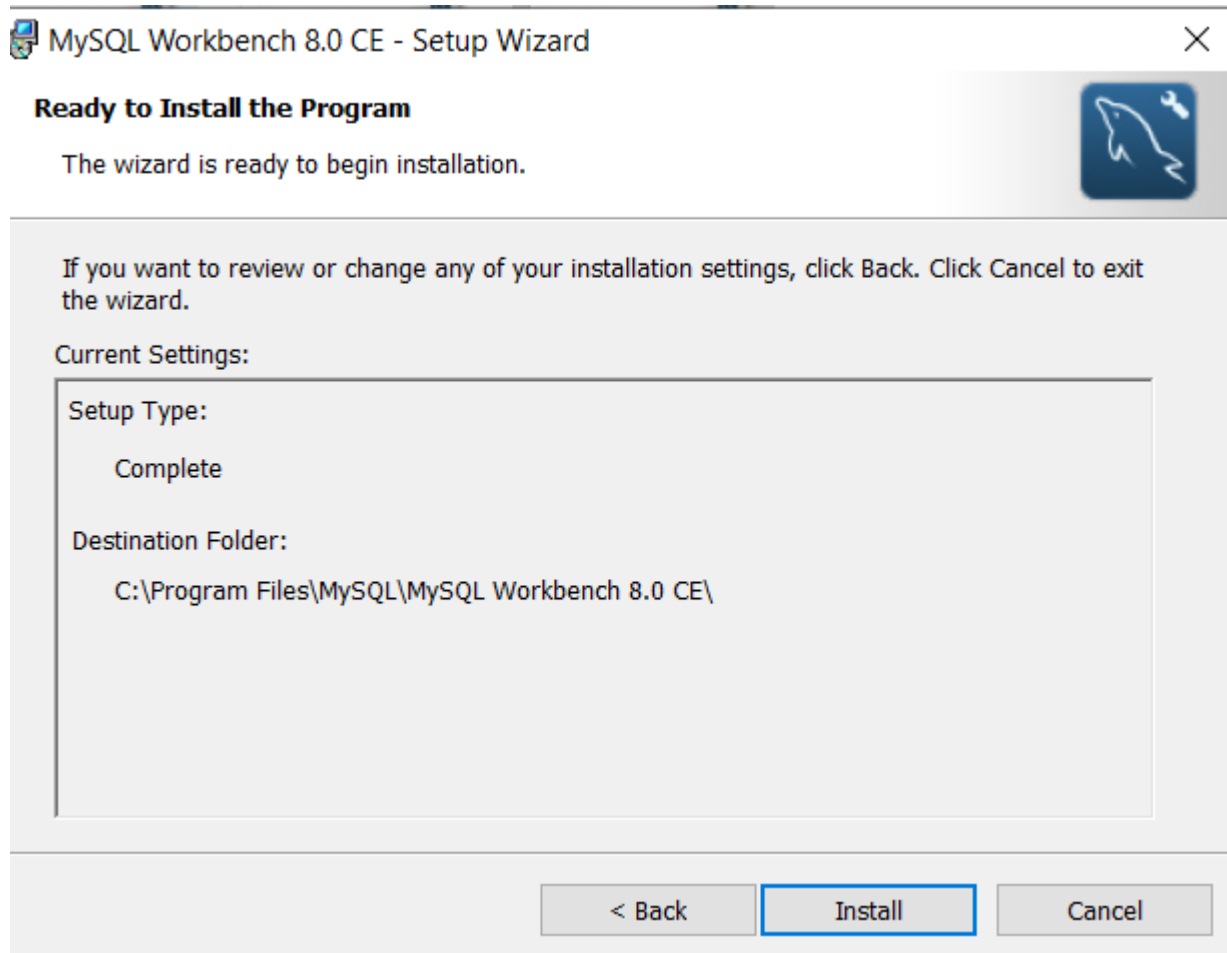 MySQL Workbench 8.0 CE - Setup Wizard
Ready to Install the Program
The wizard is ready to begin installation.
If you want to review or change any of your installation settings, click Back. Click Cancel to exit
the wizard.
Current Settings:
Setup Type:
Complete
Destination Folder:
C:\Program Files\MySQL\MySQL Workbench 8.0 CE\
< Back
Install
Cancel